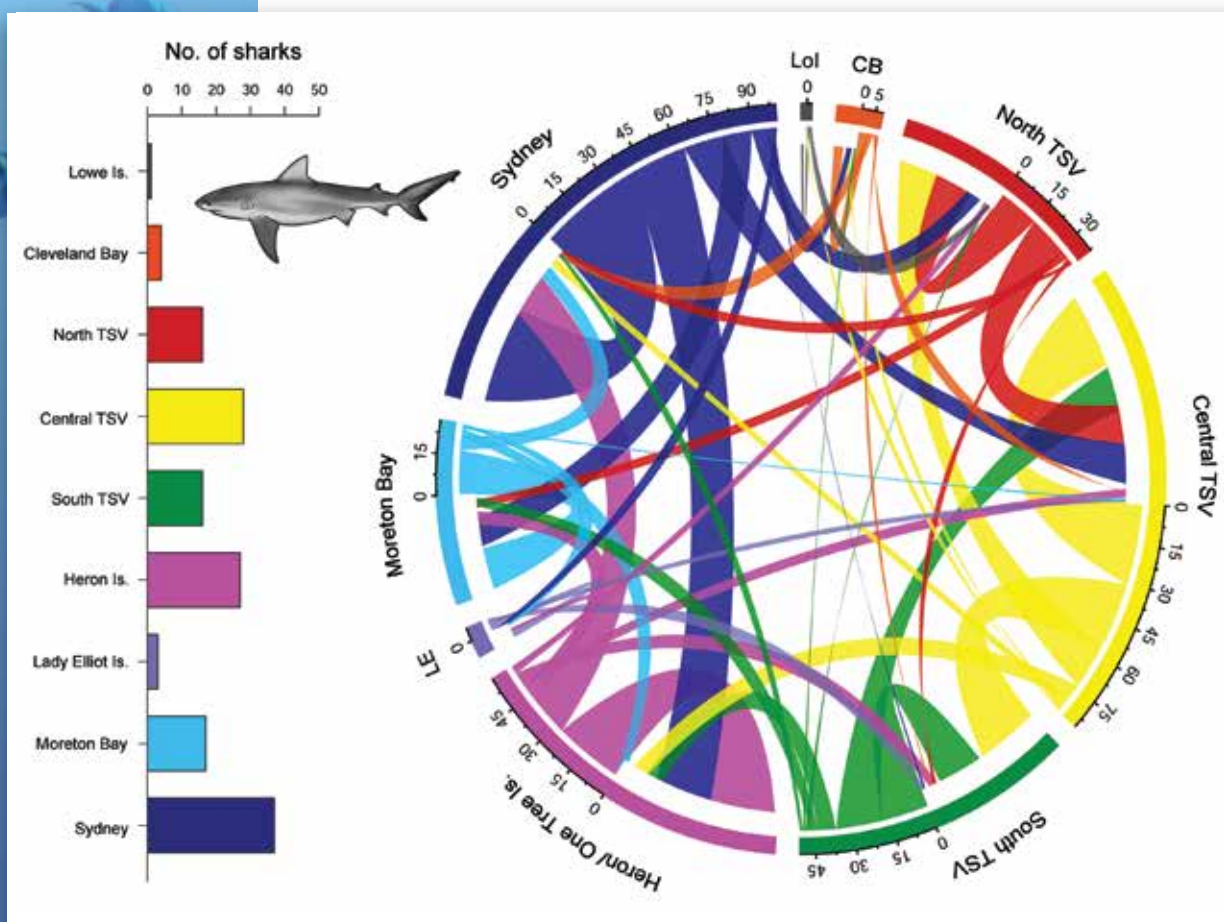 No. of sharks
0 10 20 30 40 50
Lowe Is.
Cleveland Bay
North TSV
Central TSV
South TSV
Heron Is.
Lady Elliot Is.
Moreton Bay
Sydney
LoI
0
CB
0 5
North TSV
0 15 30
Central TSV
0 15 30 45 60 75
South TSV
0 15 30 45
Heron/ One Tree Is.
0 15 30 45
LE
0
Moreton Bay
0 15
Sydney
0 15 30 45 60 75 90